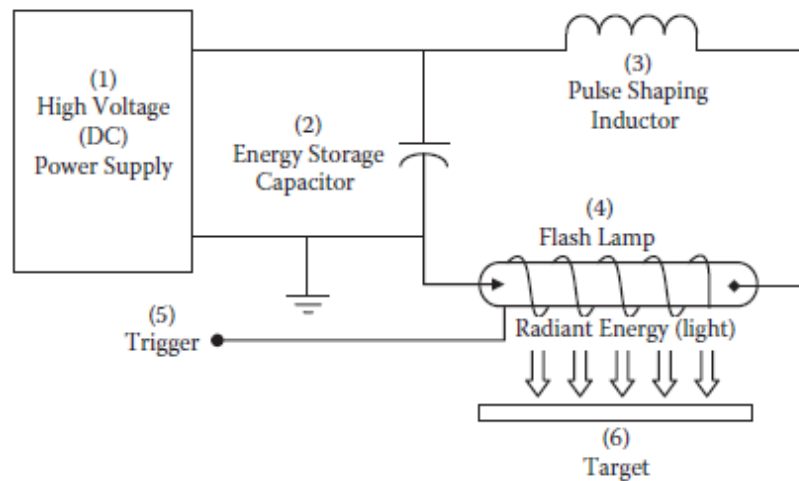 (1)
High Voltage
(DC)
Power Supply
(2)
Energy Storage
Capacitor
(3)
Pulse Shaping
Inductor
(4)
Flash Lamp
(5)
Trigger
Radiant Energy (light)
(6)
Target